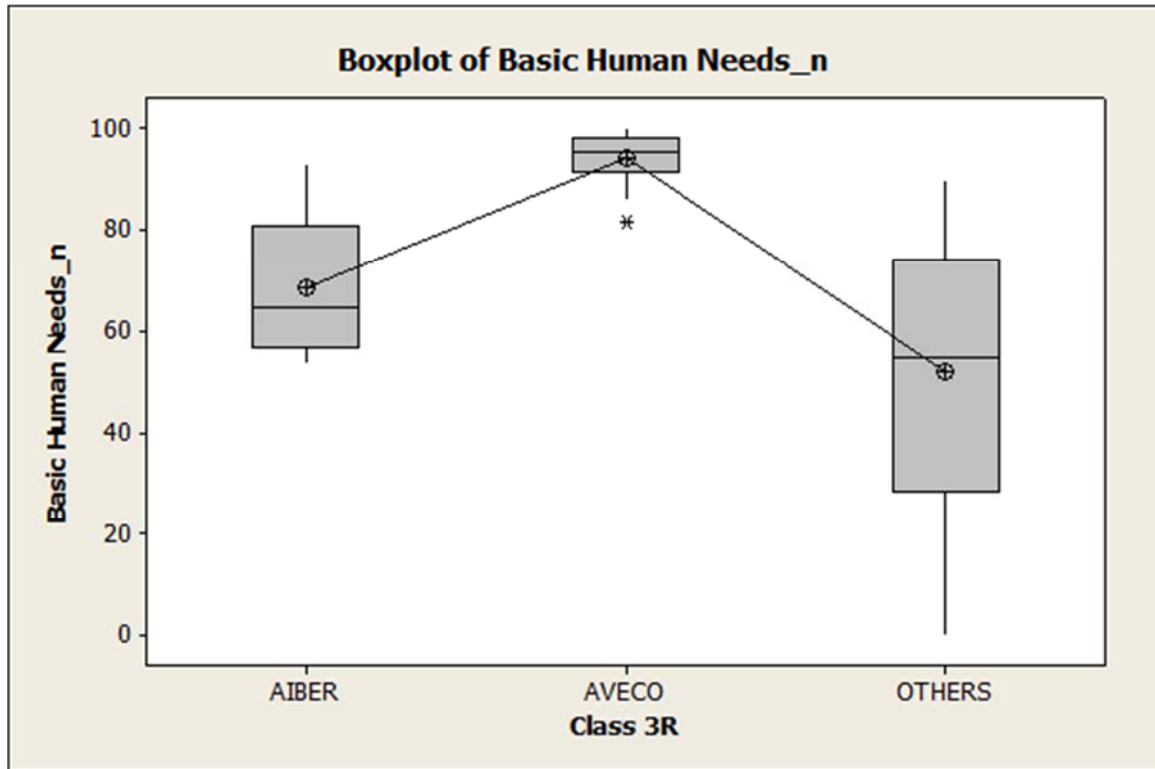 Boxplot of Basic Human Needs_n
Basic Human Needs_n
100
80
60
40
20
0
AIBER AVECO OTHERS
Class 3R